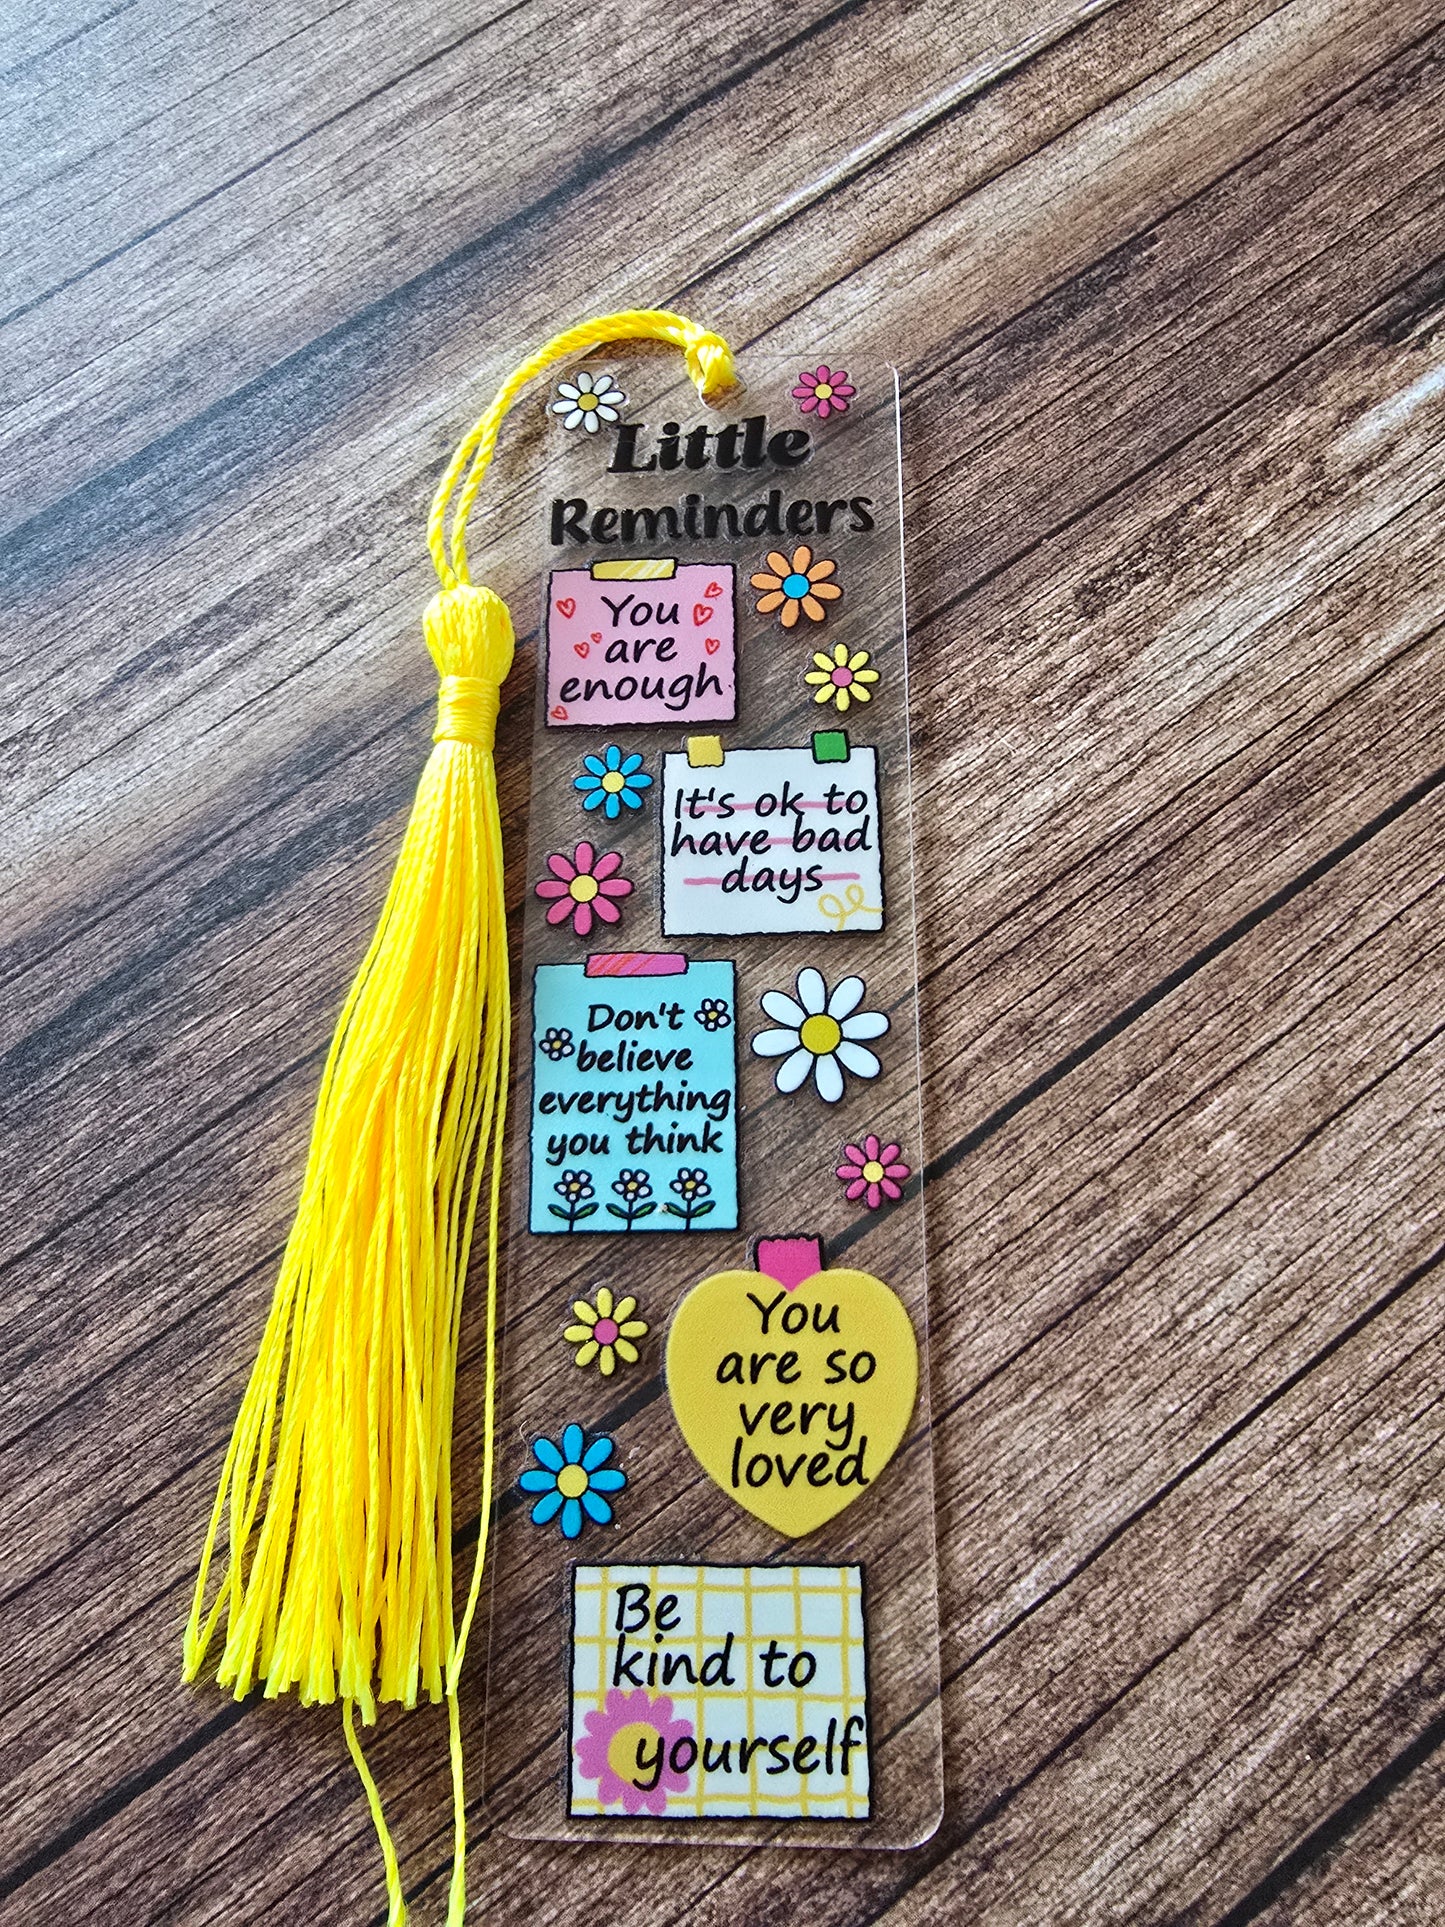 Little
Reminders
You
are
enough
It's ok to
have bad
days
Don't
believe
everything
you think
You
are so
very
loved
Be
kind to
yourself